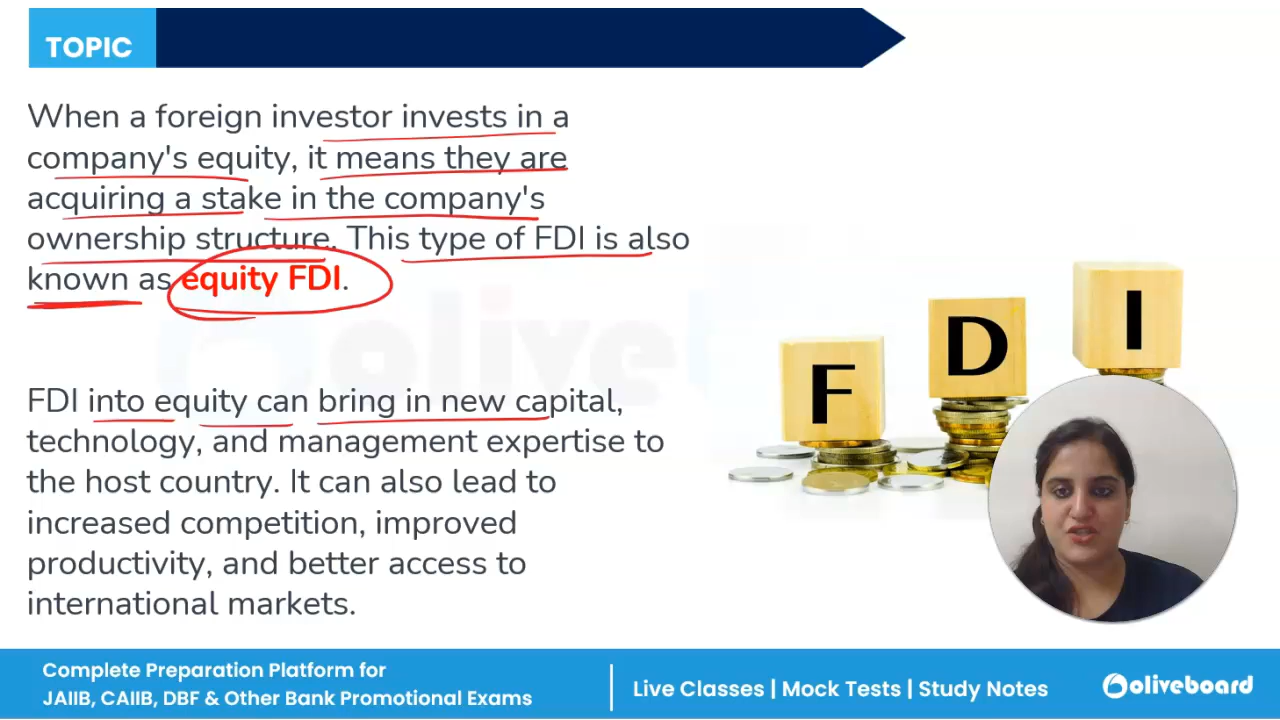 TOPIC
When a foreign investor invests in a
company's equity, it means they are
acquiring a stake in the company's
ownership structure. This type of FDI is also
known as equity FDI.
FDI into equity can bring in new capital,
technology, and management expertise to
the host country. It can also lead to
increased competition, improved
productivity, and better access to
international markets.
F
D
I
Complete Preparation Platform for
JAIIB, CAIIB, DBF & Other Bank Promotional Exams
Live Classes | Mock Tests | Study Notes
oliveboard